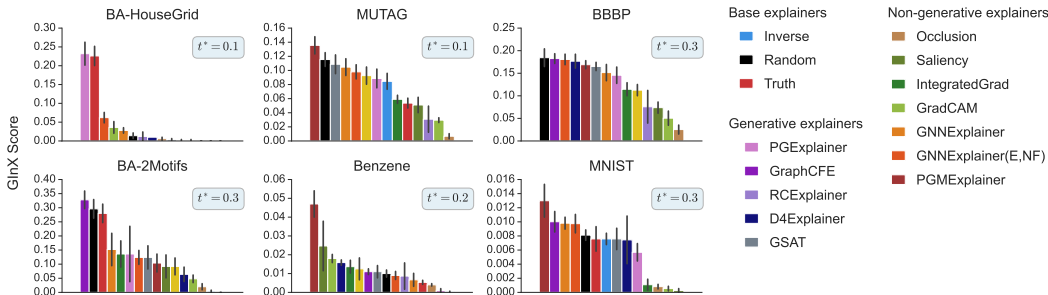 BA-HouseGrid
MUTAG
BBBP
0.30
0.25
0.20
0.15
0.10
0.05
0.00
t* = 0.1
0.16
0.14
0.12
0.10
0.08
0.06
0.04
0.02
0.00
t* = 0.1
0.25
0.20
0.15
0.10
0.05
0.00
t* = 0.3
GInX Score
BA-2Motifs
Benzene
MNIST
0.40
0.35
0.30
0.25
0.20
0.15
0.10
0.05
0.00
t* = 0.3
0.06
0.05
0.04
0.03
0.02
0.01
0.00
t* = 0.2
0.016
0.014
0.012
0.010
0.008
0.006
0.004
0.002
0.000
t* = 0.3
Base explainers
Inverse
Random
Truth
Generative explainers
PGExplainer
GraphCFE
RCExplainer
D4Explainer
GSAT
Non-generative explainers
Occlusion
Saliency
IntegratedGrad
GradCAM
GNNExplainer
GNNExplainer(E,NF)
PGMExplainer